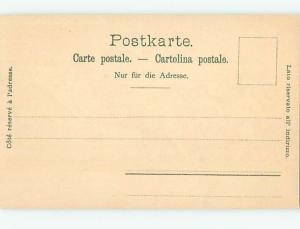 Postkarte.
Carte postale. — Cartolina postale.
Nur für die Adresse.
Côté réservé à l'adresse.
Lato riservato all' indirizzo.